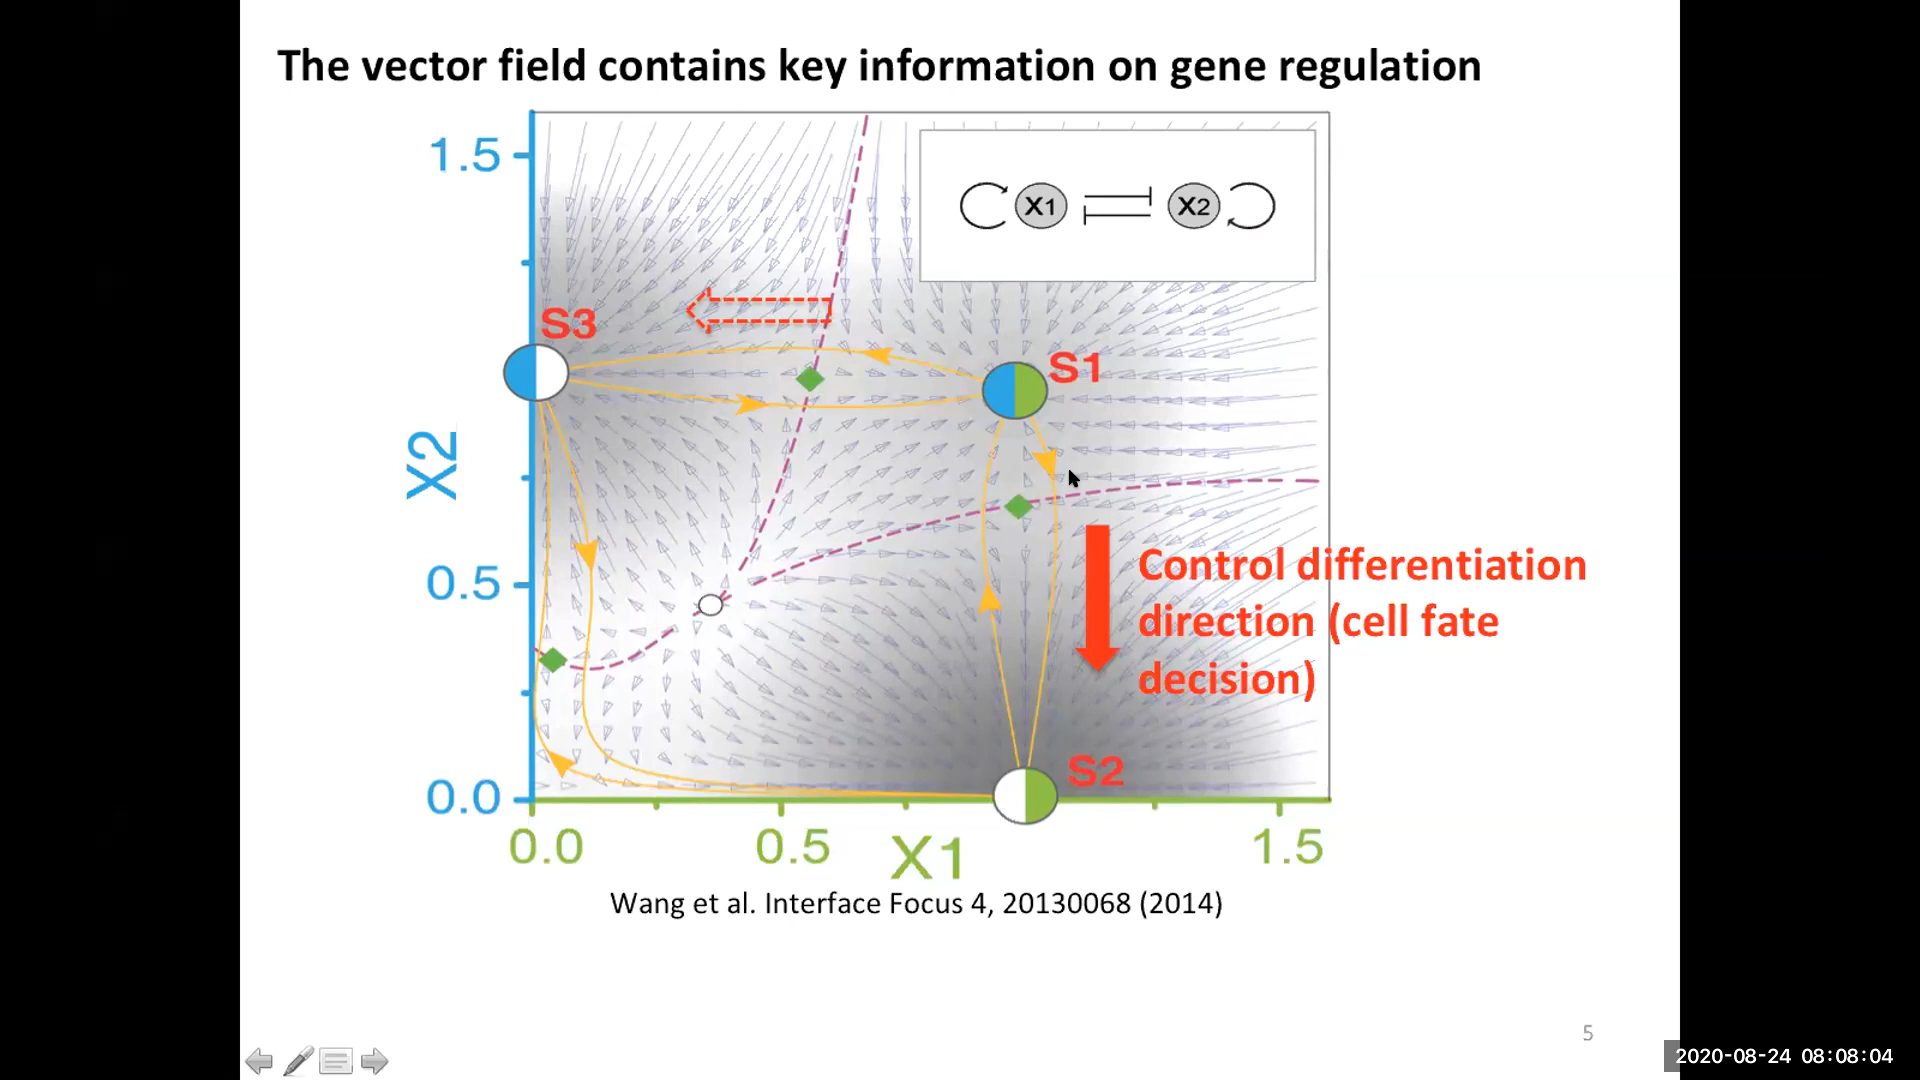 The vector field contains key information on gene regulation
1.5
X1
X2
S3
S1
X2
0.5
Control differentiation
direction (cell fate
decision)
S2
0.0
0.0
0.5
X1
1.5
Wang et al. Interface Focus 4, 20130068 (2014)
5
2020-08-24 08:08:04